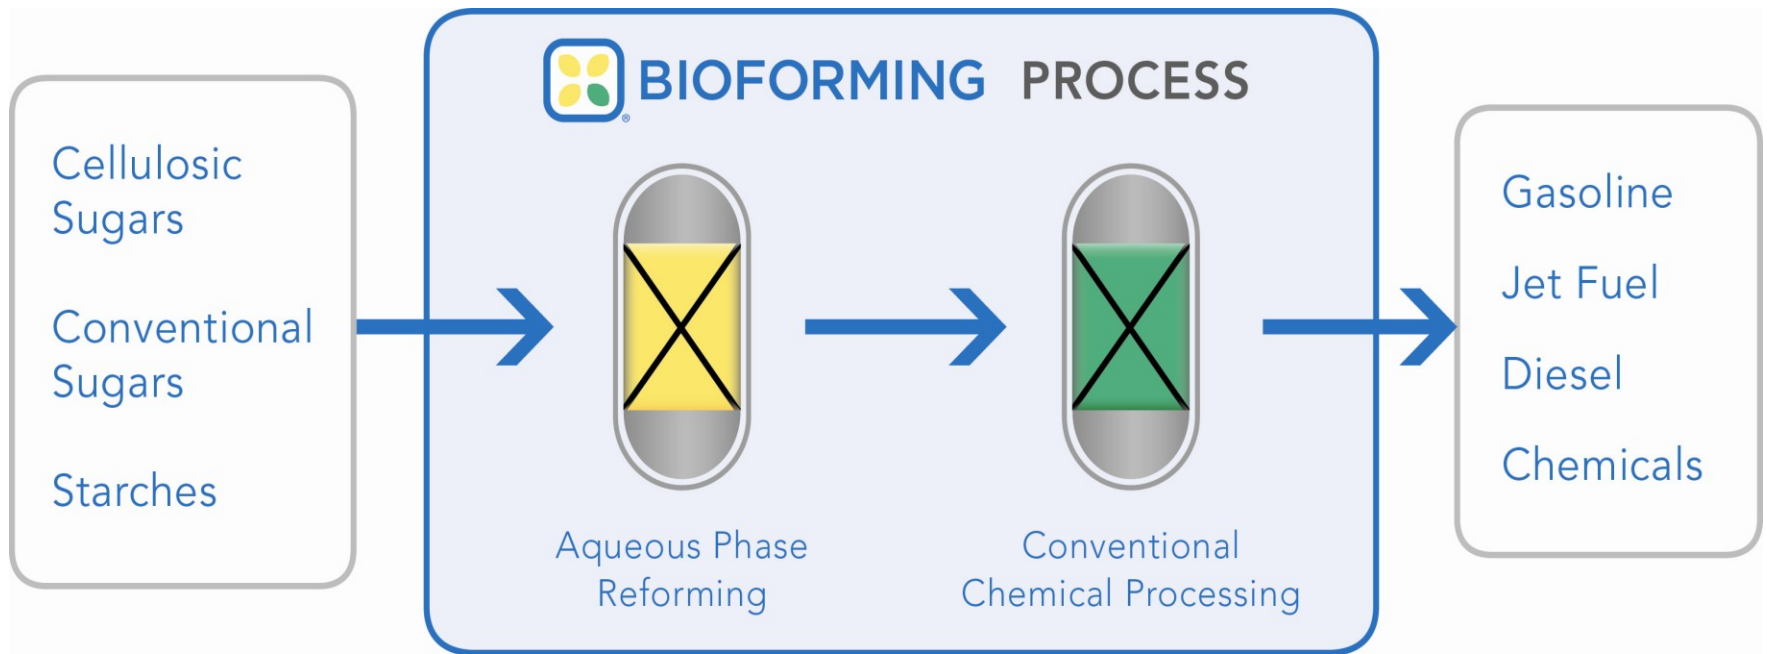 Cellulosic
Sugars
Conventional
Sugars
Starches
BIOFORMING PROCESS
®
Aqueous Phase
Reforming
Conventional
Chemical Processing
Gasoline
Jet Fuel
Diesel
Chemicals